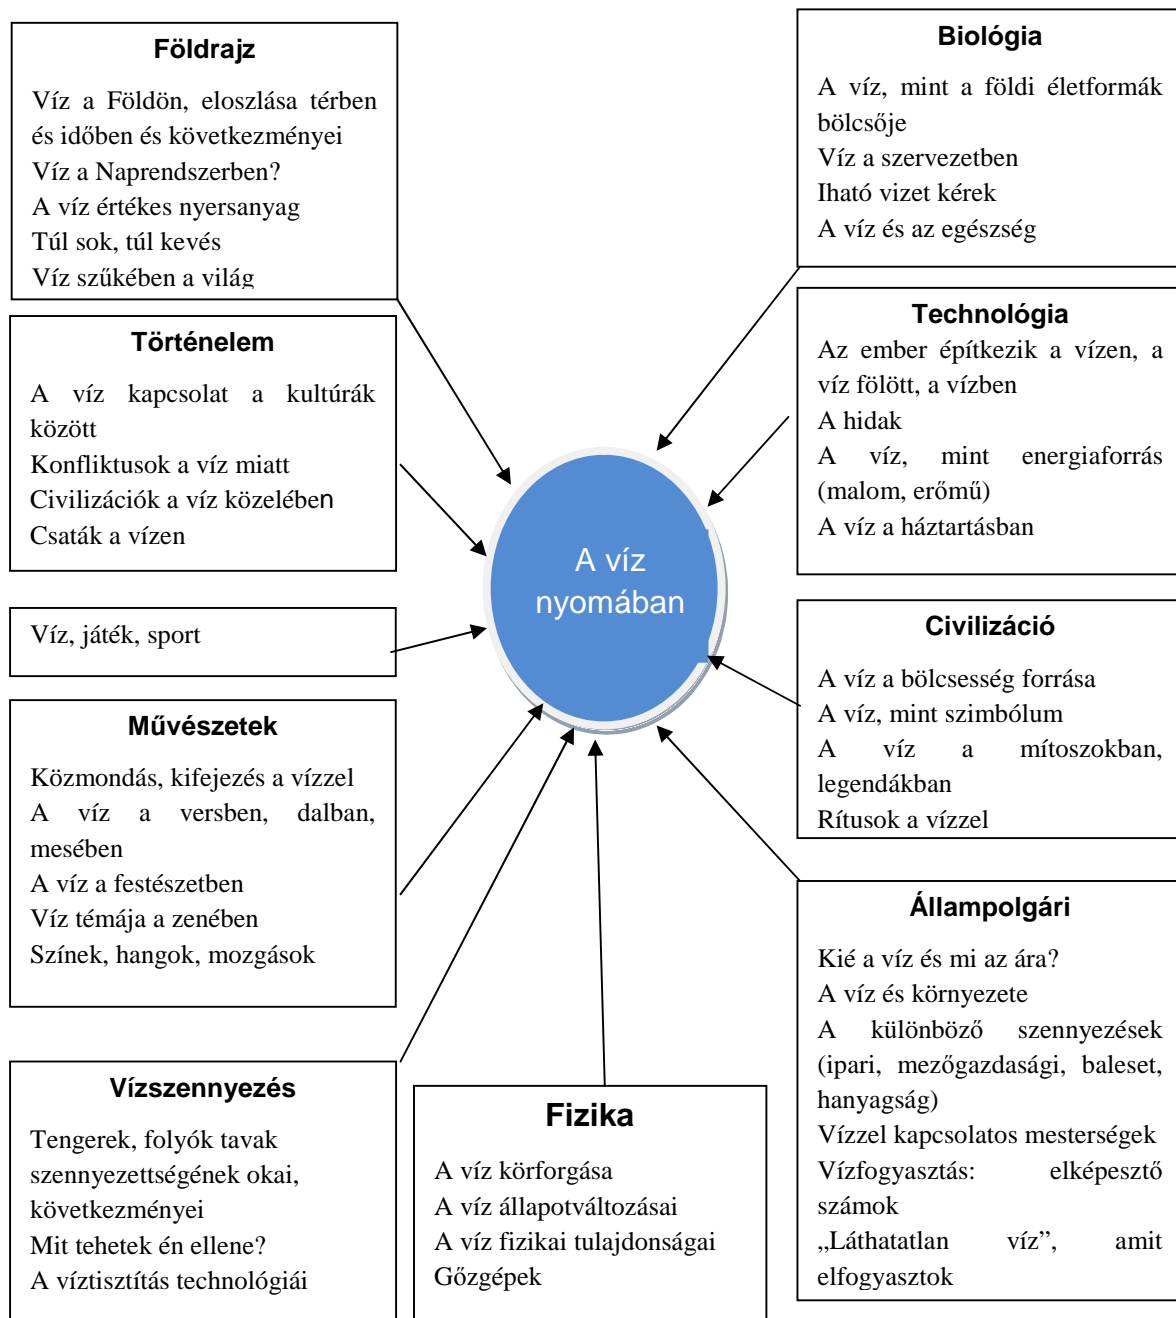 Földrajz
Víz a Földön, eloszlása térben
és időben és következményei
Víz a Naprendszerben?
A víz értékes nyersanyag
Túl sok, túl kevés
Víz szűkében a világ
Történelem
A víz kapcsolat a kultúrák
között
Konfliktusok a víz miatt
Civilizációk a víz közelében
Csaták a vízen
Víz, játék, sport
Művészetek
Közmondás, kifejezés a vízzel
A víz a versben, dalban,
mesében
A víz a festészetben
Víz témája a zenében
Színek, hangok, mozgások
Vízszennyezés
Tengerek, folyók tavak
szennyezettségének okai,
következményei
Mit tehetek én ellene?
A víztisztítás technológiái
A víz
nyomában
Fizika
A víz körforgása
A víz állapotváltozásai
A víz fizikai tulajdonságai
Gőzgépek
Biológia
A víz, mint a földi életformák
bölcsője
Víz a szervezetben
Iható vizet kérek
A víz és az egészség
Technológia
Az ember építkezik a vízen, a
víz fölött, a vízben
A hidak
A víz, mint energiaforrás
(malom, erőmű)
A víz a háztartásban
Civilizáció
A víz a bölcsesség forrása
A víz, mint szimbólum
A víz a mítoszokban,
legendákban
Rítusok a vízzel
Állampolgári
Kié a víz és mi az ára?
A víz és környezete
A különböző szennyezések
(ipari, mezőgazdasági, baleset,
hanyagság)
Vízzel kapcsolatos mesterségek
Vízfogyasztás: elképesztő
számok
„Láthatatlan víz”, amit
elfogyasztok